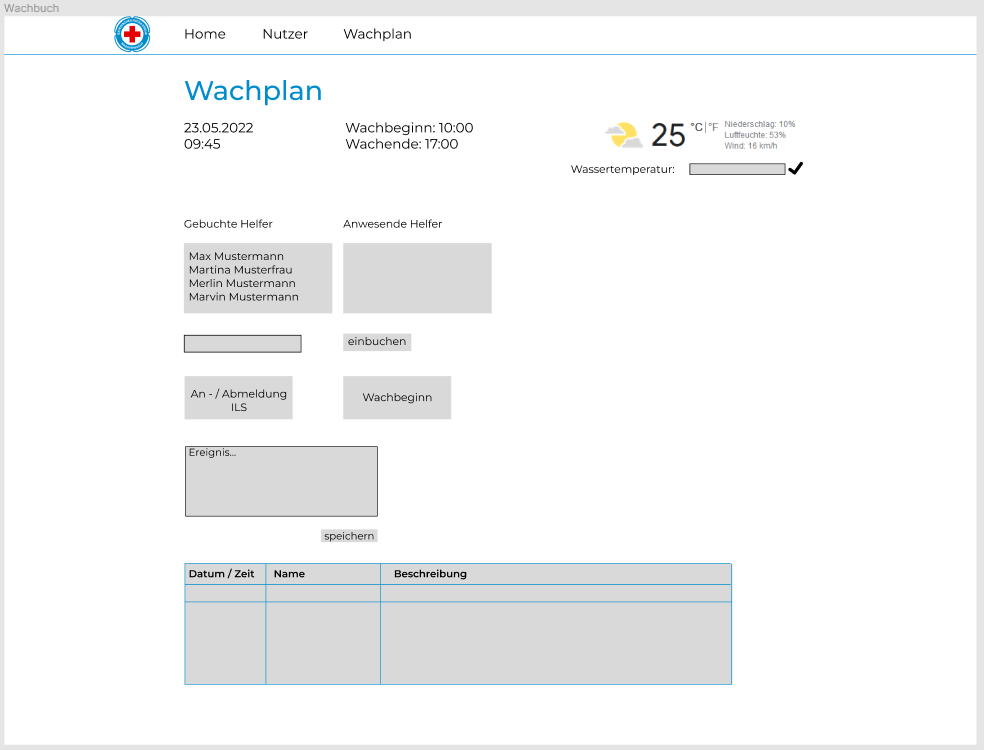 Wachbuch
Home Nutzer Wachplan
Wachplan
23.05.2022
09:45
Wachbeginn: 10:00
Wachende: 17:00
25 °C|°F
Niederschlag: 10%
Luftfeuchte: 53%
Wind: 16 km/h
Wassertemperatur:
Gebuchte Helfer
Max Mustermann
Martina Musterfrau
Merlin Mustermann
Marvin Mustermann
Anwesende Helfer
einbuchen
An - / Abmeldung
ILS
Wachbeginn
Ereignis...
speichern
Datum / Zeit Name Beschreibung